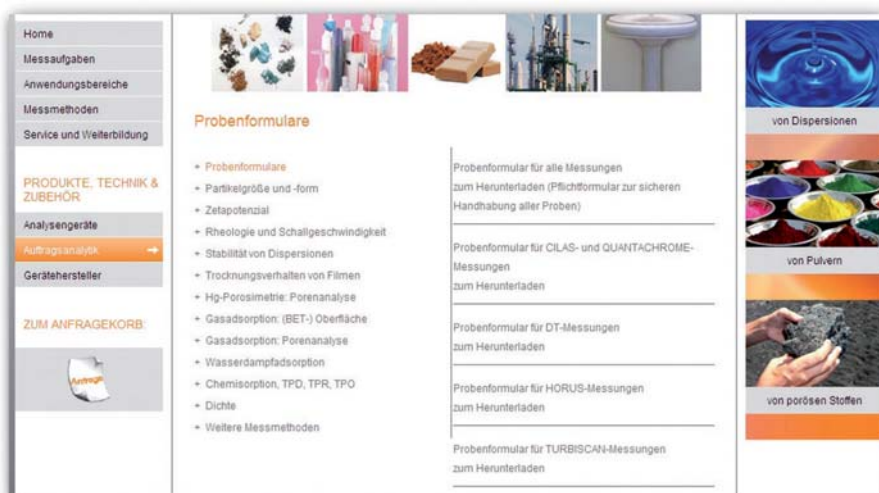 Home
Messaufgaben
Anwendungsbereiche
Messmethoden
Service und Weiterbildung
PRODUKTE, TECHNIK &
ZUBEHÖR
Analysengeräte
Auftragsanalytik
Gerätehersteller
ZUM ANFRAGEKORB:
Anfrage
Probenformulare
Probenformulare
Partikelgröße und -form
Zetapotenzial
Rheologie und Schallgeschwindigkeit
Stabilität von Dispersionen
Trocknungsverhalten von Filmen
Hg-Porosimetrie: Porenanalyse
Gasadsorption: (BET-) Oberfläche
Gasadsorption: Porenanalyse
Wasserdampfadsorption
Chemisorption, TPD, TPR, TPO
Dichte
Weitere Messmethoden
Probenformular für alle Messungen
zum Herunterladen (Pflichtformular zur sicheren
Handhabung aller Proben)
Probenformular für CILAS- und QUANTACHROME-
Messungen
zum Herunterladen
Probenformular für DT-Messungen
zum Herunterladen
Probenformular für HORUS-Messungen
zum Herunterladen
Probenformular für TURBISCAN-Messungen
zum Herunterladen
von Dispersionen
von Pulvern
von porösen Stoffen